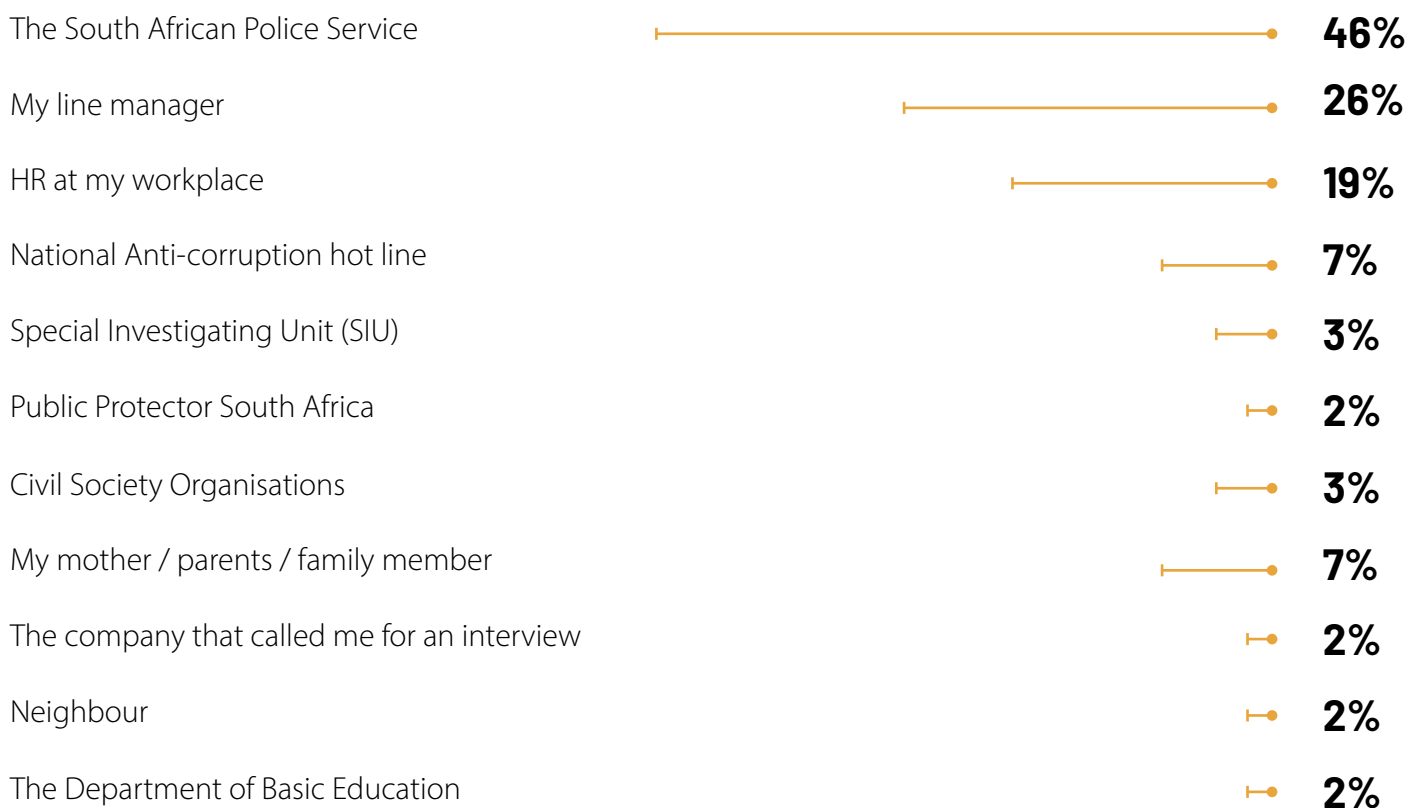 The South African Police Service 46%
My line manager 26%
HR at my workplace 19%
National Anti-corruption hot line 7%
Special Investigating Unit (SIU) 3%
Public Protector South Africa 2%
Civil Society Organisations 3%
My mother / parents / family member 7%
The company that called me for an interview 2%
Neighbour 2%
The Department of Basic Education 2%